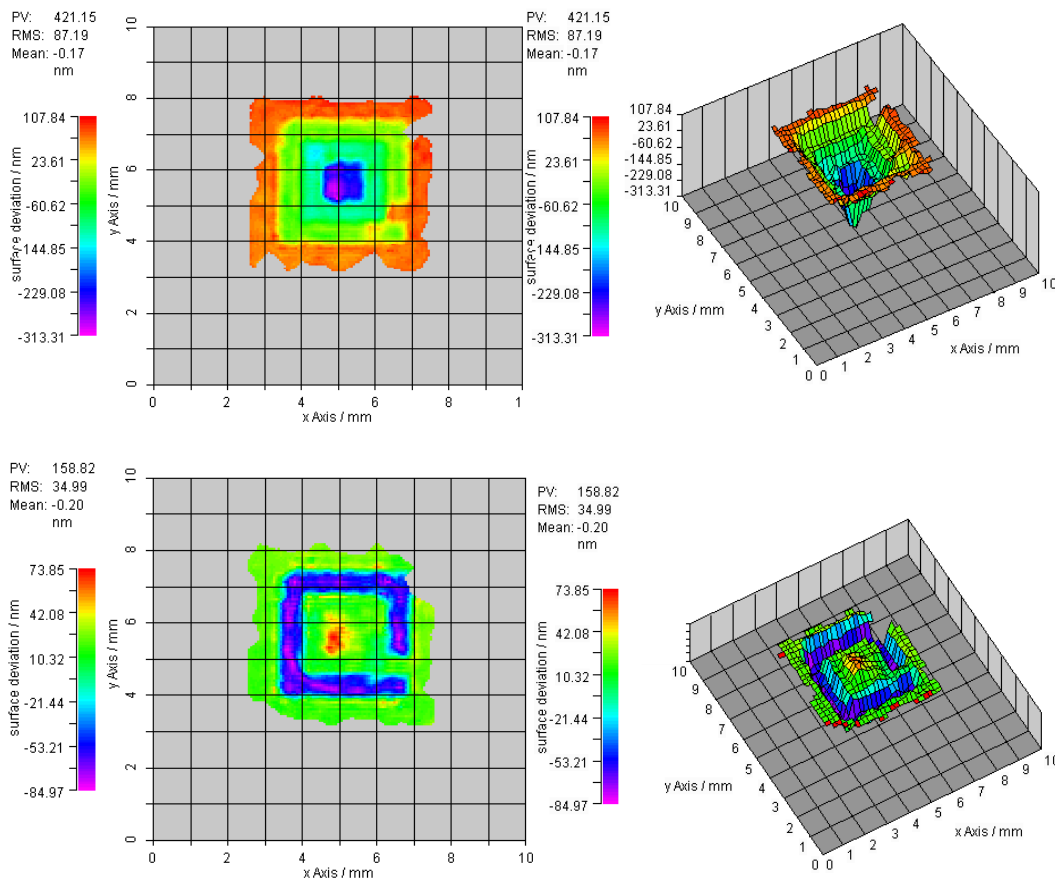 PV: 421.15
RMS: 87.19
Mean: -0.17
nm
107.84
23.61
-60.62
-144.85
-229.08
-313.31
surface deviation / nm
10
8
6
4
2
0
y Axis / mm
0 2 4 6 8 1
x Axis / mm
PV: 421.15
RMS: 87.19
Mean: -0.17
nm
107.84
23.61
-60.62
-144.85
-229.08
-313.31
surface deviation / nm
107.84
23.61
-60.62
-144.85
-229.08
-313.31
10
9
8
7
6
5
4
3
2
1
0
y Axis / mm
0 1 2 3 4 5 6 7 8 9 10
x Axis / mm
PV: 158.82
RMS: 34.99
Mean: -0.20
nm
73.85
42.08
10.32
-21.44
-53.21
-84.97
surface deviation / nm
10
8
6
4
2
0
y Axis / mm
0 2 4 6 8 10
x Axis / mm
PV: 158.82
RMS: 34.99
Mean: -0.20
nm
73.85
42.08
10.32
-21.44
-53.21
-84.97
surface deviation / nm
10
9
8
7
6
5
4
3
2
1
0
y Axis / mm
0 1 2 3 4 5 6 7 8 9 10
x Axis / mm